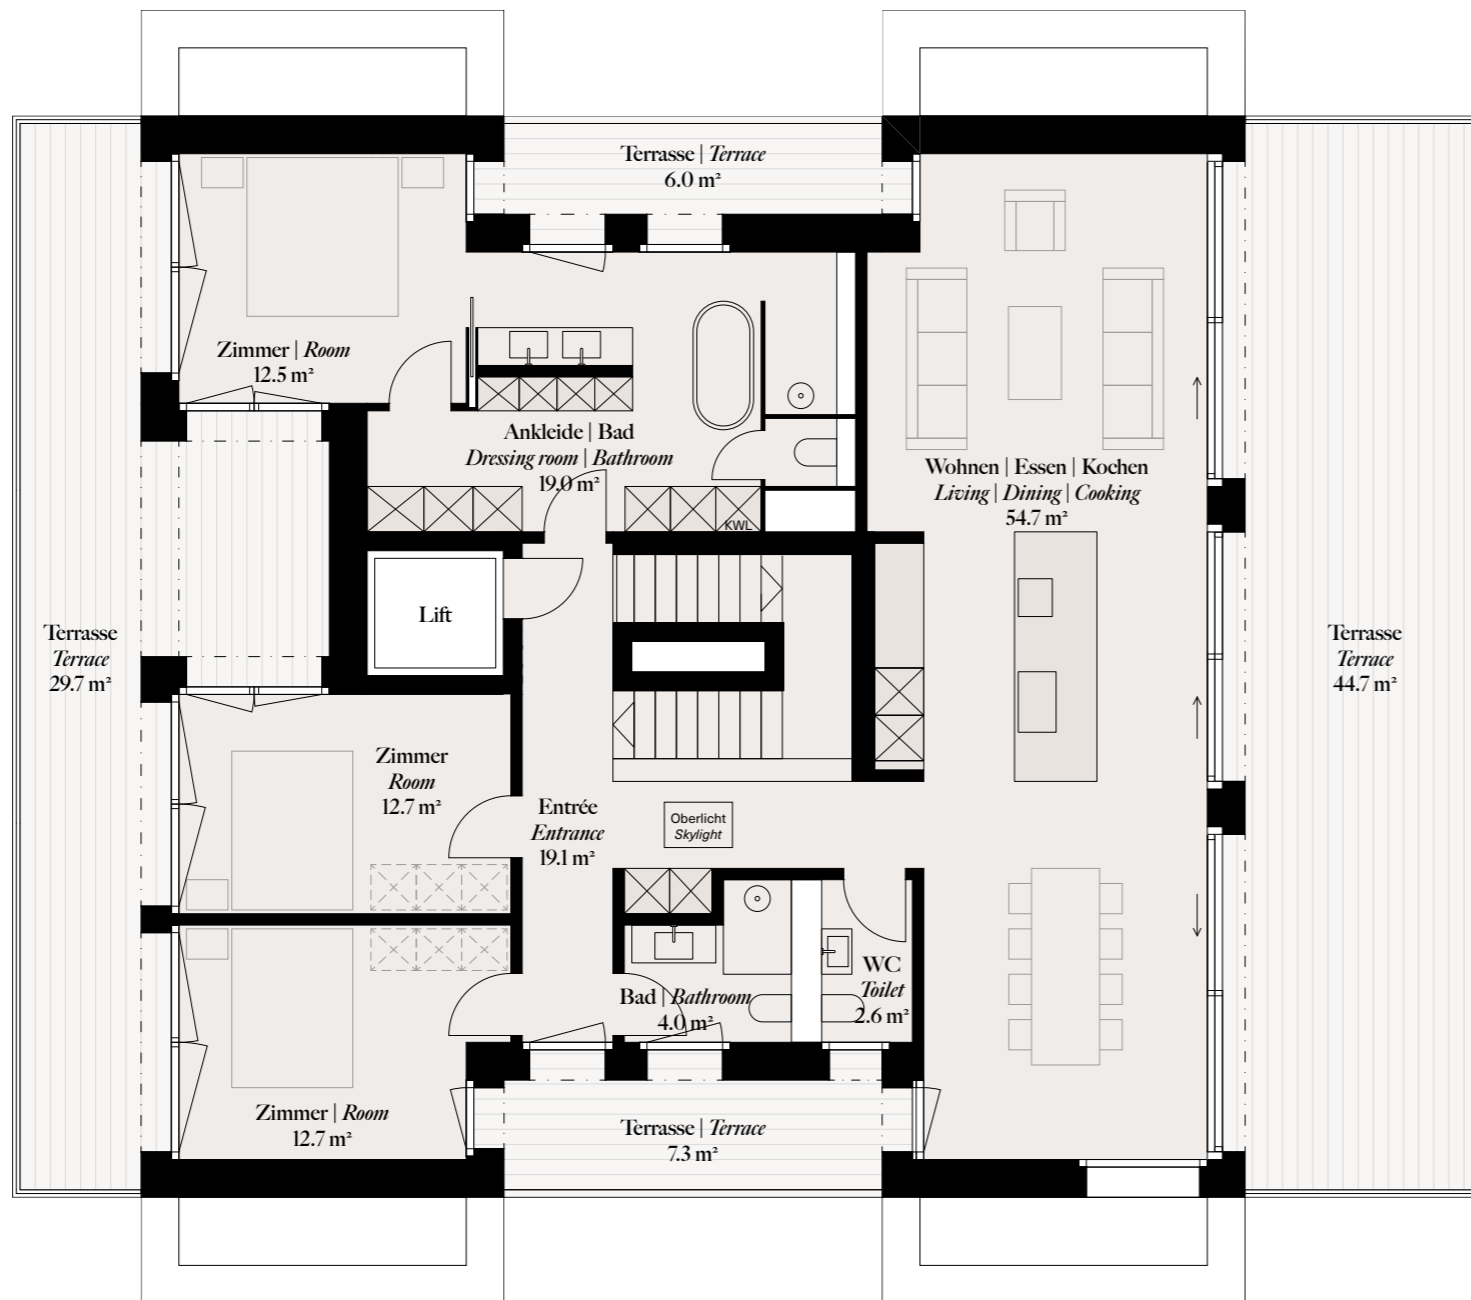 Terrasse | Terrace
6.0 m²
Zimmer | Room
12.5 m²
Ankleide | Bad
Dressing room | Bathroom
19.0 m²
KWL
Wohnen | Essen | Kochen
Living | Dining | Cooking
54.7 m²
Lift
Terrasse
Terrace
29.7 m²
Terrasse
Terrace
44.7 m²
Zimmer
Room
12.7 m²
Entrée
Entrance
19.1 m²
Oberlicht
Skylight
Bad | Bathroom
4.0 m²
WC
Toilet
2.6 m²
Zimmer | Room
12.7 m²
Terrasse | Terrace
7.3 m²